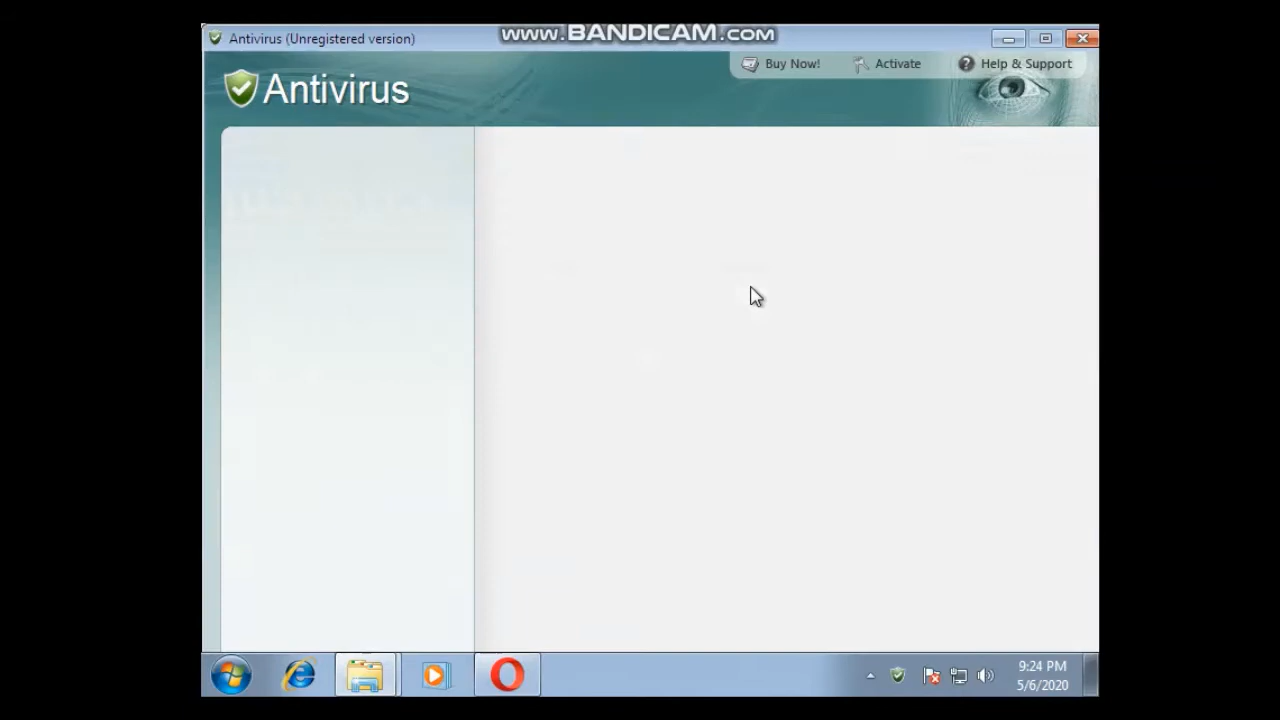 www.BANDICAM.com
Antivirus (Unregistered version)
Buy Now!
Activate
Help & Support
Antivirus
9:24 PM
5/6/2020